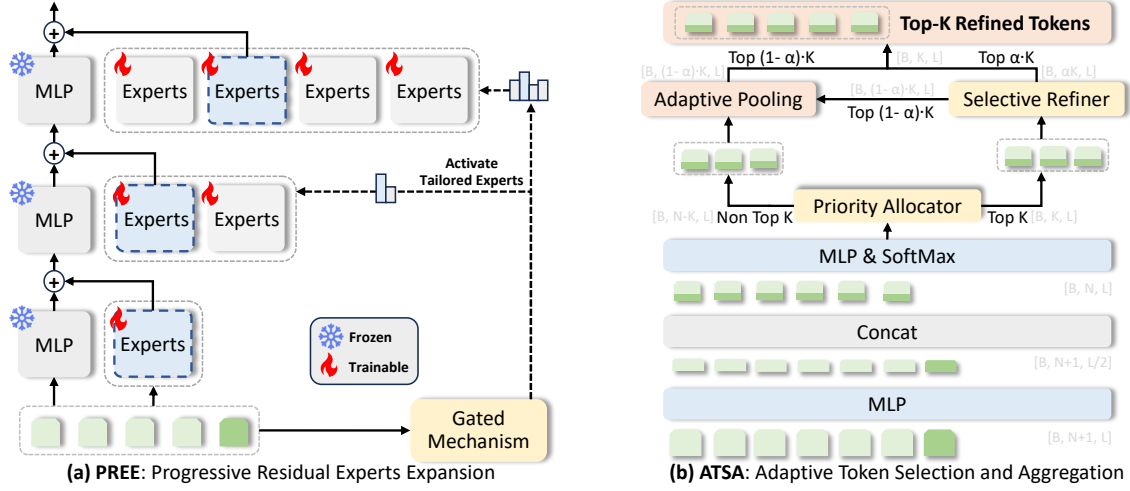 MLP
Experts
Experts
Experts
Experts
Activate
Tailored Experts
MLP
Experts
Experts
MLP
Experts
Frozen
Trainable
Gated
Mechanism
(a) PREE: Progressive Residual Experts Expansion
Top-K Refined Tokens
[B, (1- α)·K, L]
Top (1- α)·K
[B, K, L]
Top α·K
[B, αK, L]
Adaptive Pooling
[B, (1- α)·K, L]
Top (1- α)·K
Selective Refiner
[B, N-K, L]
Non Top K
Priority Allocator
Top K
[B, K, L]
MLP & SoftMax
[B, N, L]
Concat
[B, N+1, L/2]
MLP
[B, N+1, L]
(b) ATSA: Adaptive Token Selection and Aggregation